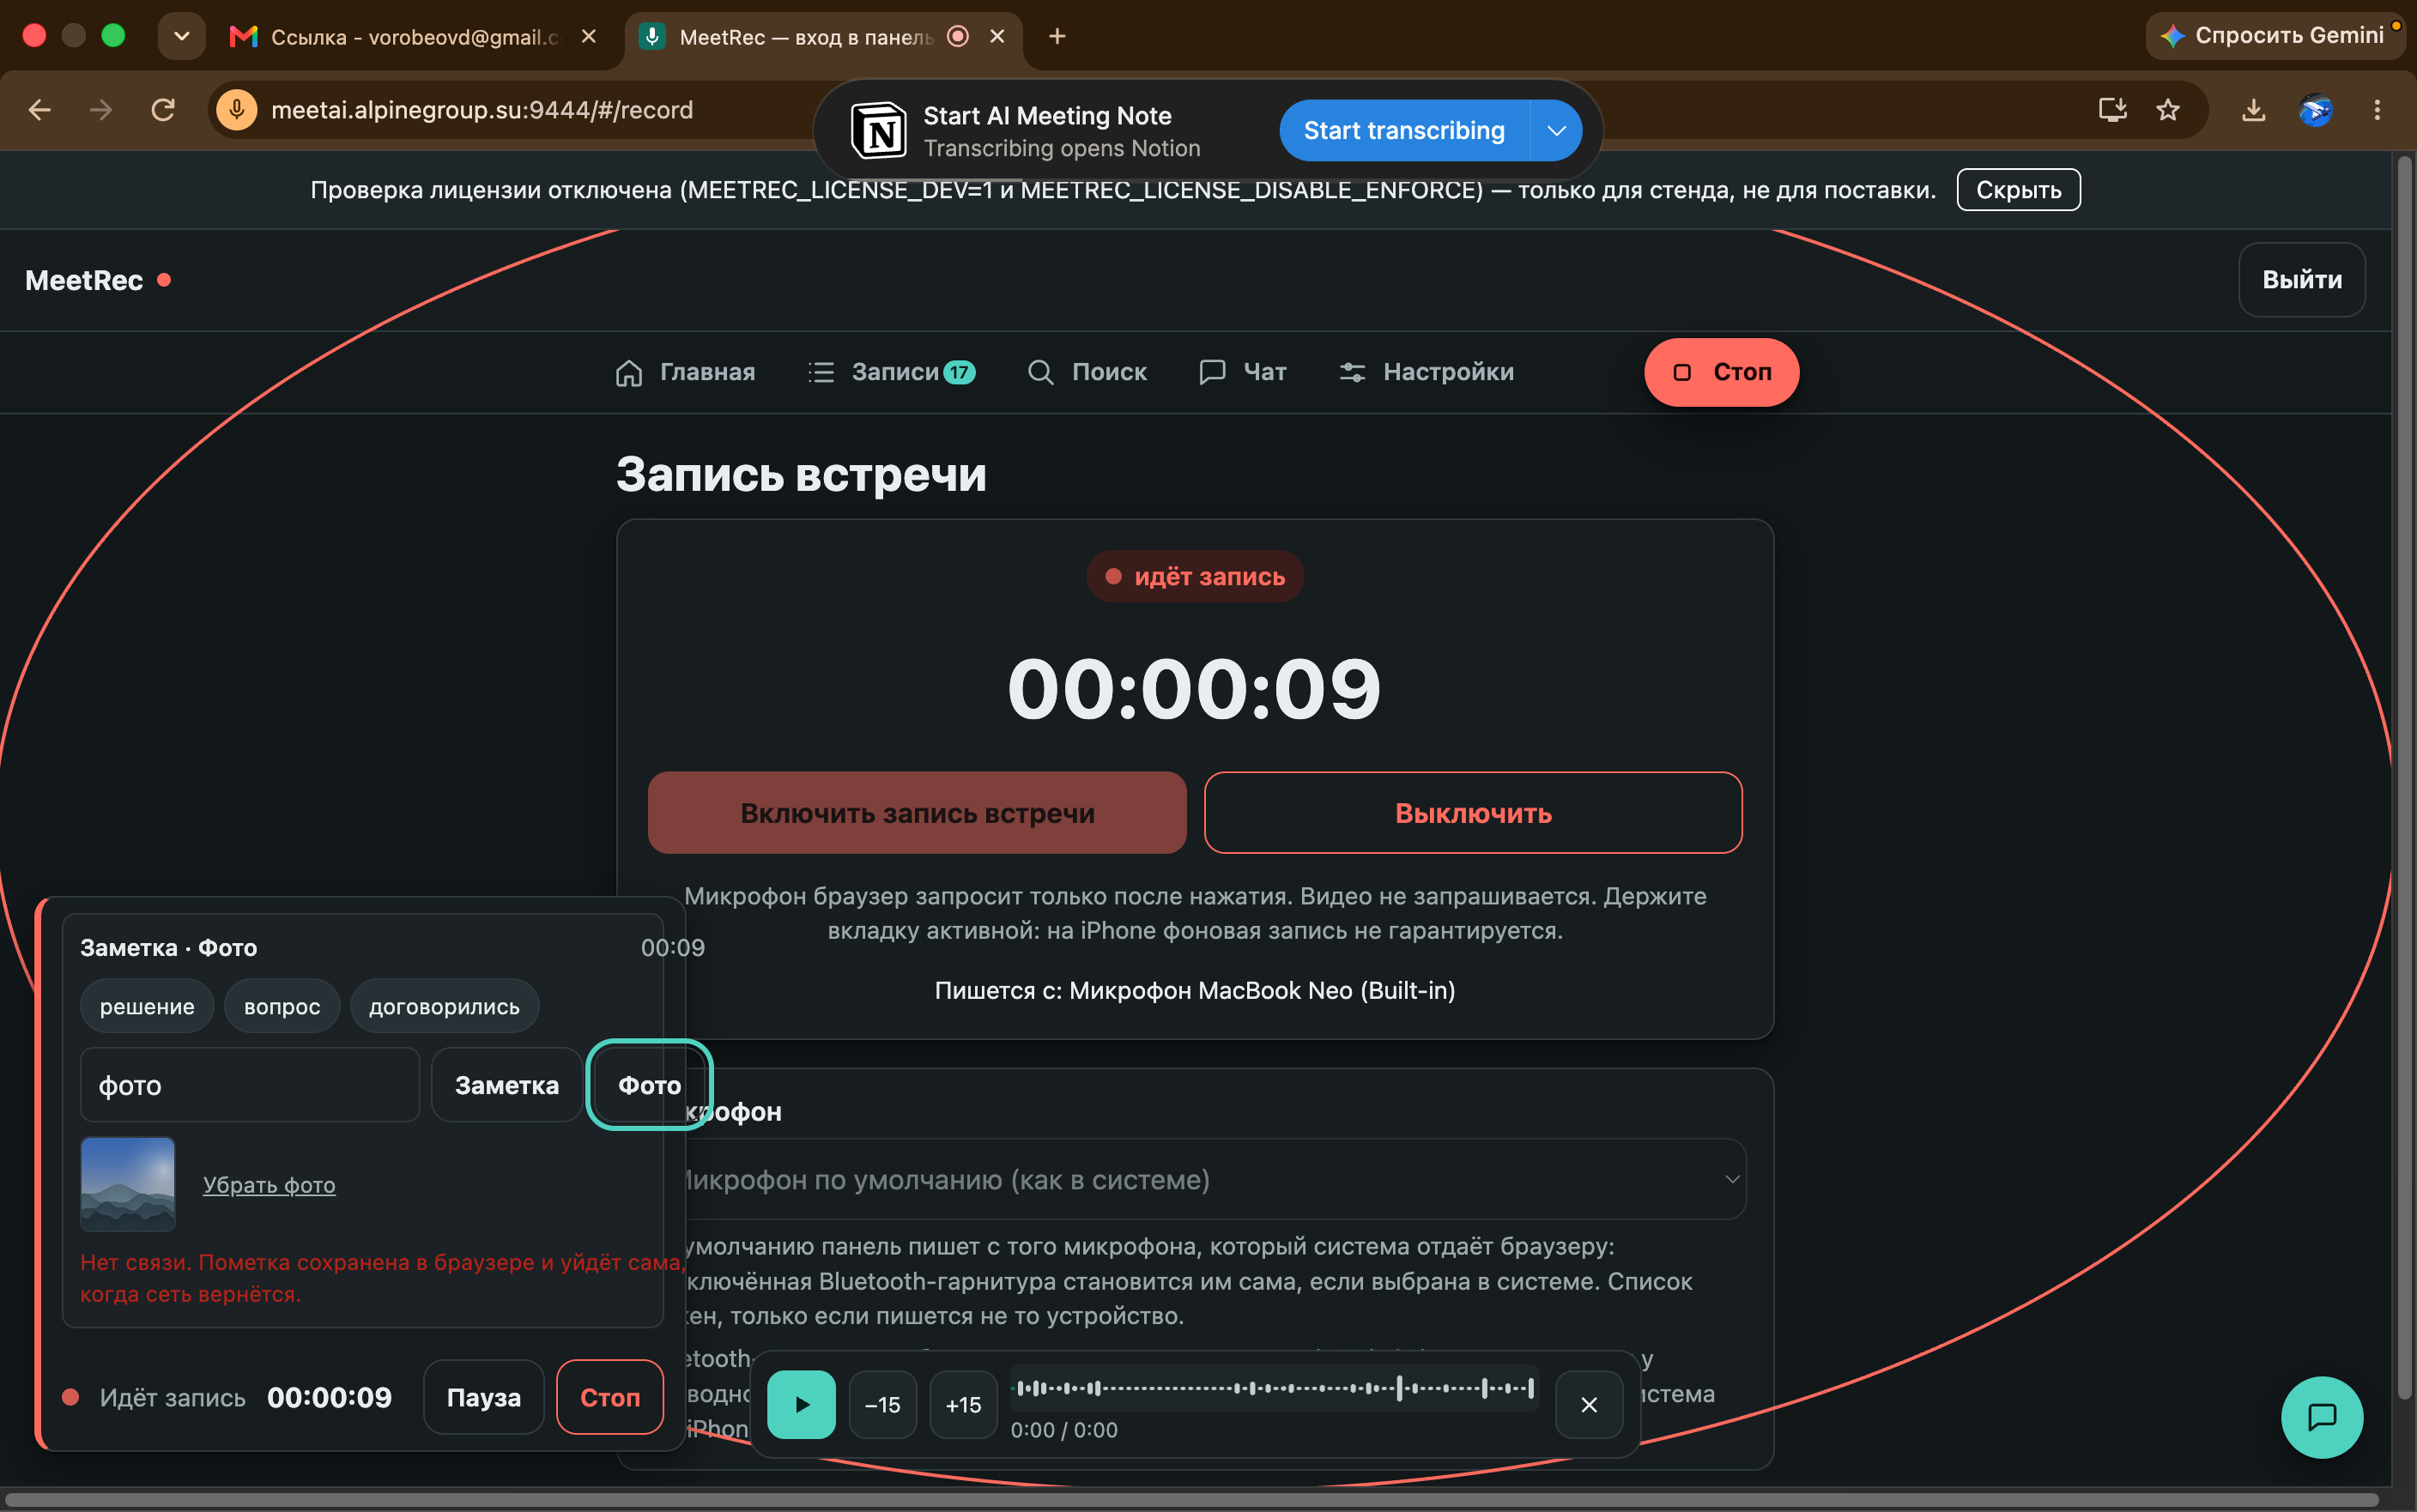 Ссылка - vorobeovd@gmail.c
MeetRec — вход в панель
Спросить Gemini
meetai.alpinegroup.su:9444/#/record
Start AI Meeting Note
Transcribing opens Notion
Start transcribing
Проверка лицензии отключена (MEETREC_LICENSE_DEV=1 и MEETREC_LICENSE_DISABLE_ENFORCE) — только для стенда, не для поставки.
Скрыть
MeetRec
Выйти
Главная
Записи 17
Поиск
Чат
Настройки
Стоп
Запись встречи
идёт запись
00:00:09
Включить запись встречи
Выключить
Микрофон браузер запросит только после нажатия. Видео не запрашивается. Держите
вкладку активной: на iPhone фоновая запись не гарантируется.
Пишется с: Микрофон MacBook Neo (Built-in)
Заметка · Фото
00:09
решение
вопрос
договорились
фото
Заметка
Фото
Убрать фото
Нет связи. Пометка сохранена в браузере и уйдёт сама,
когда сеть вернётся.
Идёт запись
00:00:09
Пауза
Стоп
крофон
Микрофон по умолчанию (как в системе)
умолчанию панель пишет с того микрофона, который система отдаёт браузеру:
ключённая Bluetooth-гарнитура становится им сама, если выбрана в системе. Список
ен, только если пишется не то устройство.
etooth-
у
водно
истема
iPhon
−15
+15
0:00 / 0:00